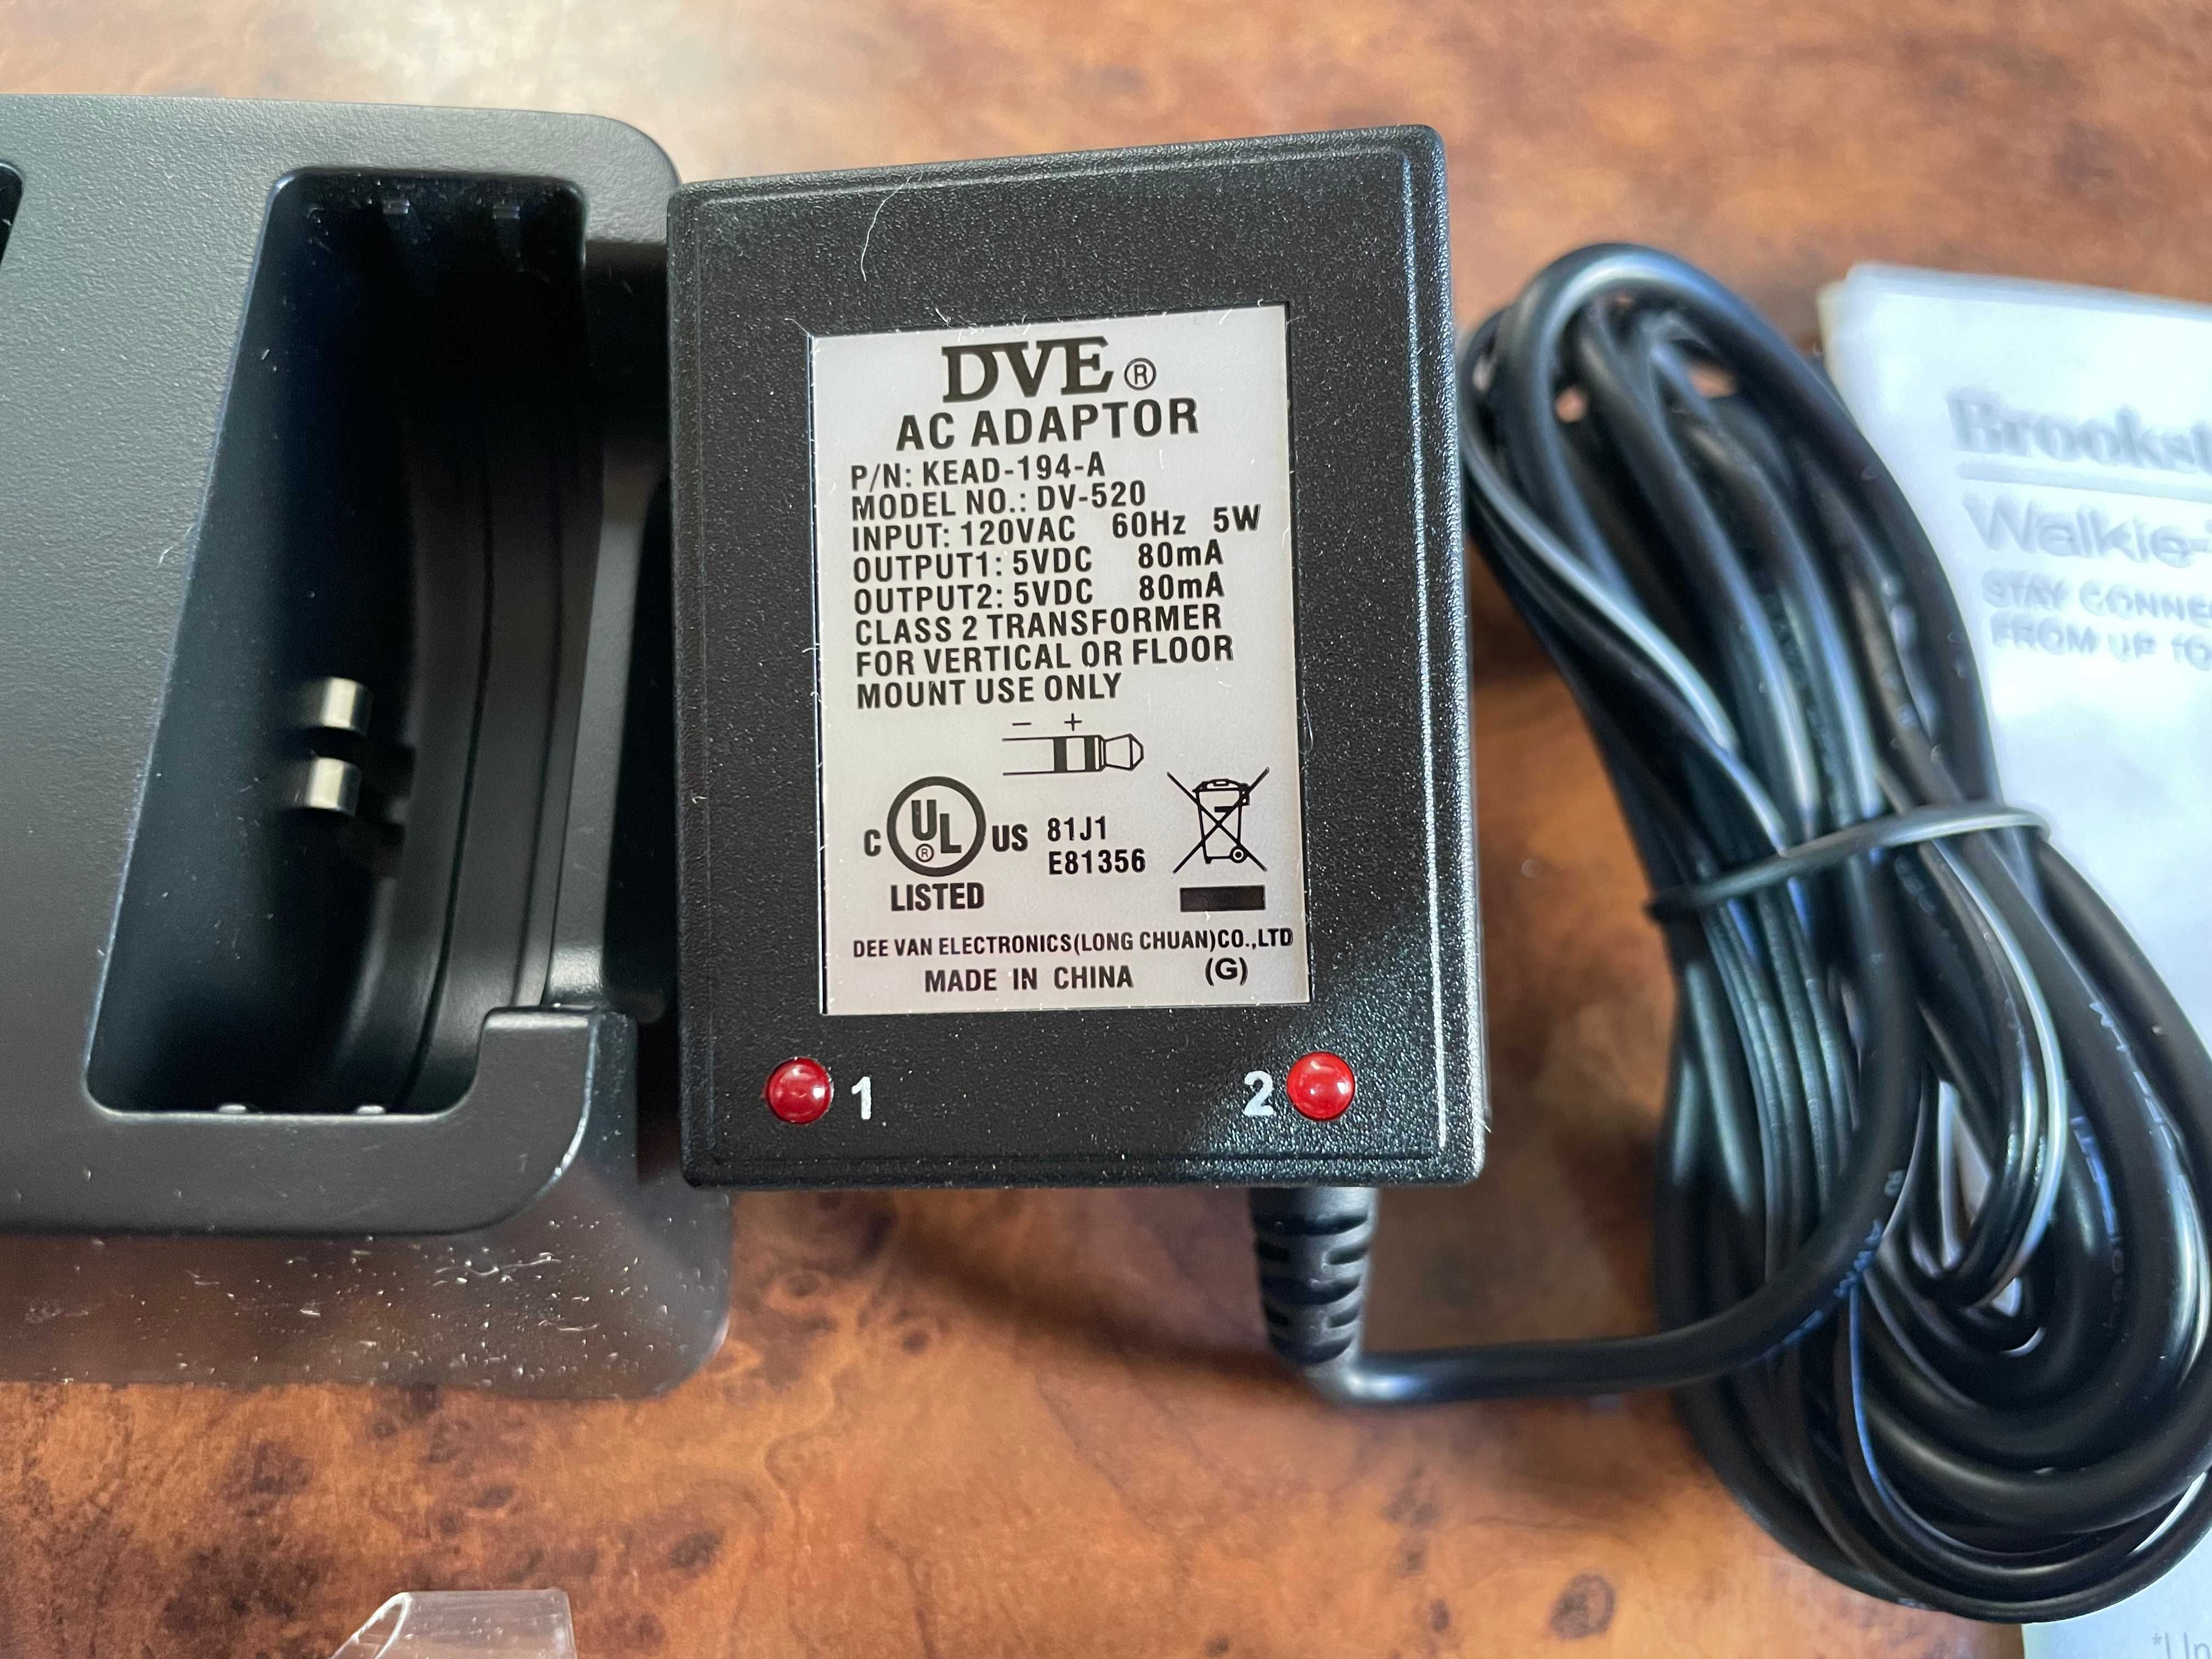 DVE ®
AC ADAPTOR
P/N: KEAD-194-A
MODEL NO.: DV-520
INPUT: 120VAC 60Hz 5W
OUTPUT1: 5VDC 80mA
OUTPUT2: 5VDC 80mA
CLASS 2 TRANSFORMER
FOR VERTICAL OR FLOOR
MOUNT USE ONLY
− +
C UL ® US 81J1
E81356
LISTED
DEE VAN ELECTRONICS(LONG CHUAN)CO.,LTD
MADE IN CHINA (G)
1 2
Walkie-
STAY
FROM UP